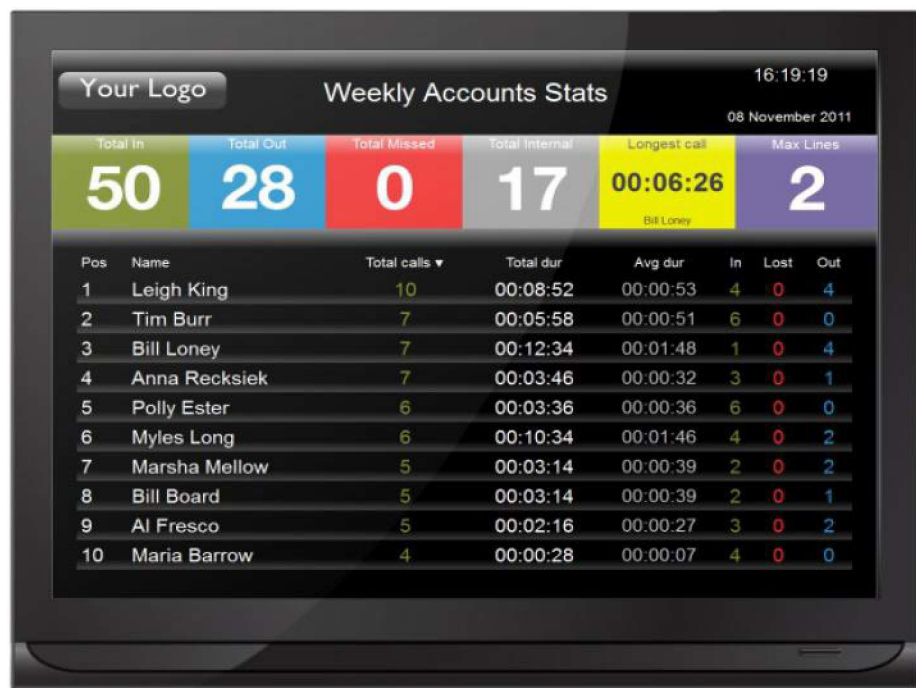 Your Logo
Weekly Accounts Stats
16:19:19
08 November 2011
Total In Total Out Total Missed Total Internal Longest call Max Lines
50 28 0 17 00:06:26 2
Bill Loney
Pos Name Total calls ▼ Total dur Avg dur In Lost Out
1 Leigh King 10 00:08:52 00:00:53 4 0 4
2 Tim Burr 7 00:05:58 00:00:51 6 0 0
3 Bill Loney 7 00:12:34 00:01:48 1 0 4
4 Anna Recksiek 7 00:03:46 00:00:32 3 0 1
5 Polly Ester 6 00:03:36 00:00:36 6 0 0
6 Myles Long 6 00:10:34 00:01:46 4 0 2
7 Marsha Mellow 5 00:03:14 00:00:39 2 0 2
8 Bill Board 5 00:03:14 00:00:39 2 0 1
9 Al Fresco 5 00:02:16 00:00:27 3 0 2
10 Maria Barrow 4 00:00:28 00:00:07 4 0 0